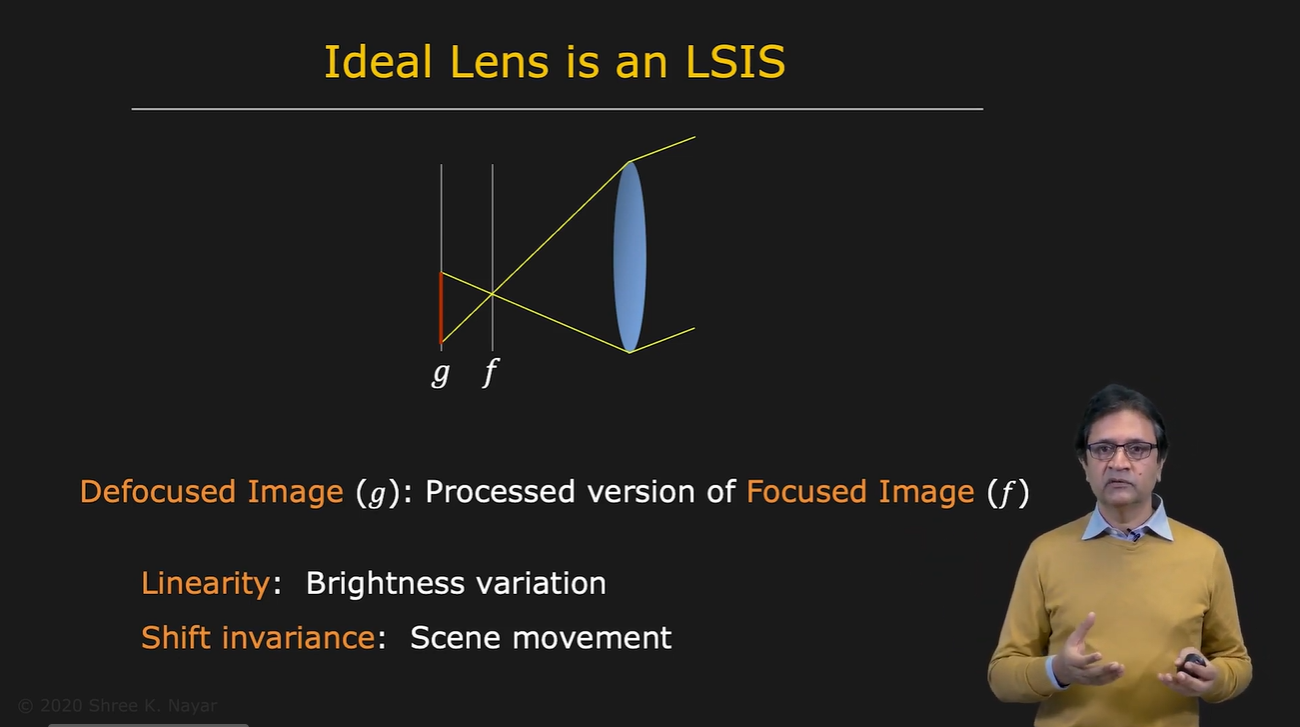 Ideal Lens is an LSIS
g f
Defocused Image (g): Processed version of Focused Image (f)
Linearity: Brightness variation
Shift invariance: Scene movement
© 2020 Shree K. Nayar